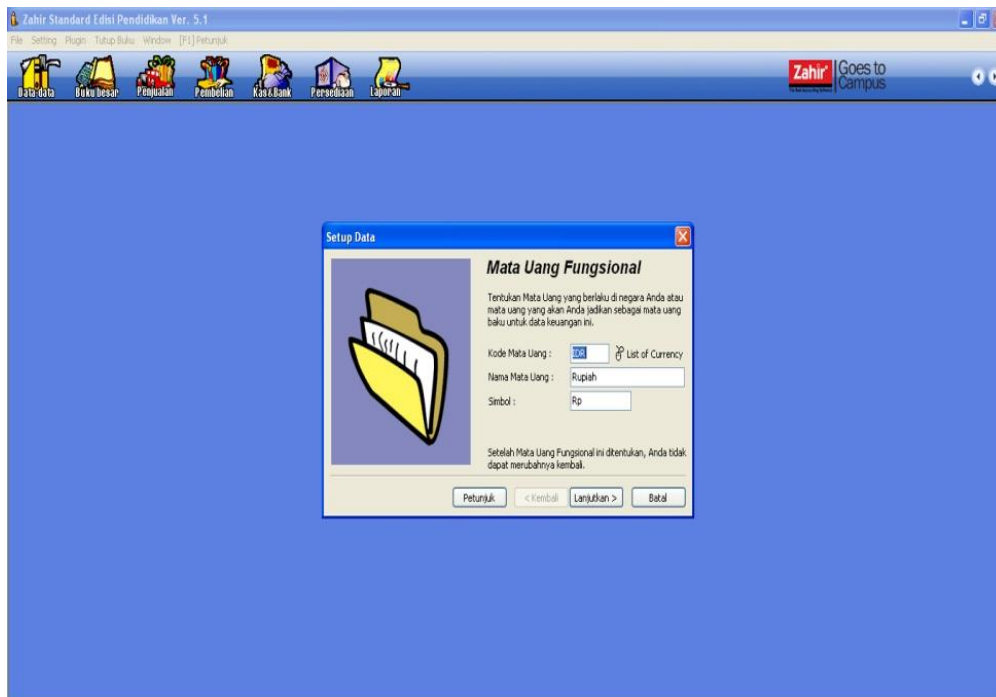 Zahir Standard Edisi Pendidikan Ver. 5.1
File Setting Plugin Tutup Buku Window [F1] Petunjuk
Data-data Buku Besar Penjualan Pembelian Kas & Bank Persediaan Laporan
Zahir Goes to
Campus
Setup Data
Mata Uang Fungsional
Tentukan Mata Uang yang berlaku di negara Anda atau
mata uang yang akan Anda jadikan sebagai mata uang
baku untuk data keuangan ini.
Kode Mata Uang : IDR List of Currency
Nama Mata Uang : Rupiah
Simbol : Rp
Setelah Mata Uang Fungsional ini ditentukan, Anda tidak
dapat merubahnya kembali.
Petunjuk < Kembali Lanjutkan > Batal